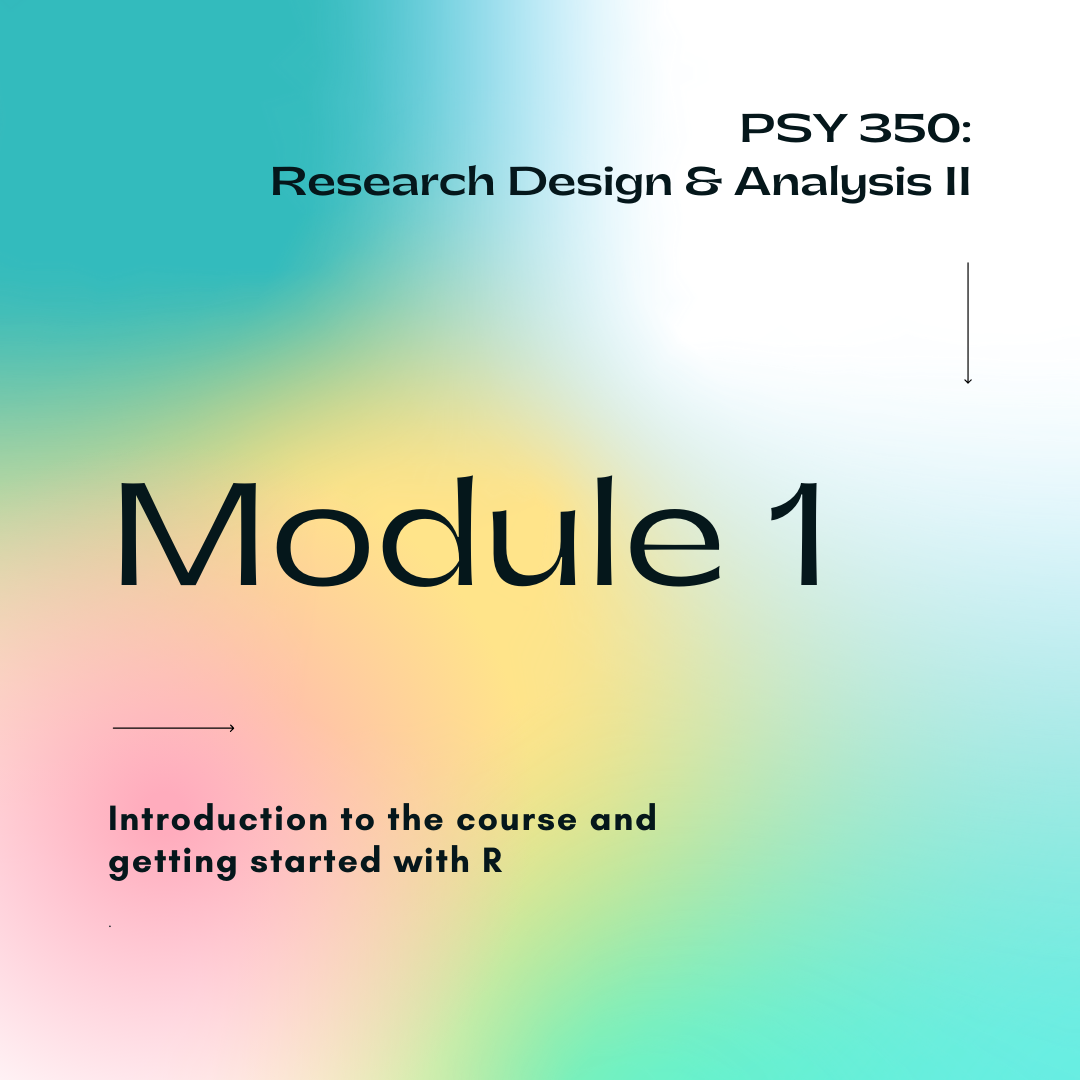 PSY 350:
Research Design & Analysis II
Module 1
Introduction to the course and
getting started with R
.